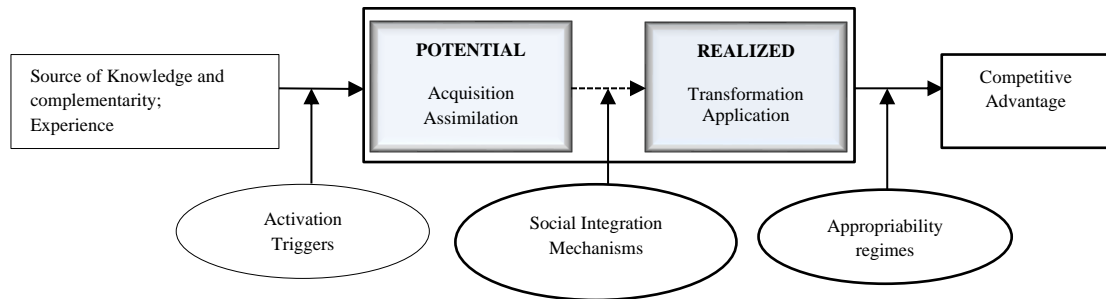 Source of Knowledge and
complementarity;
Experience
POTENTIAL
Acquisition
Assimilation
REALIZED
Transformation
Application
Competitive
Advantage
Activation
Triggers
Social Integration
Mechanisms
Appropriability
regimes